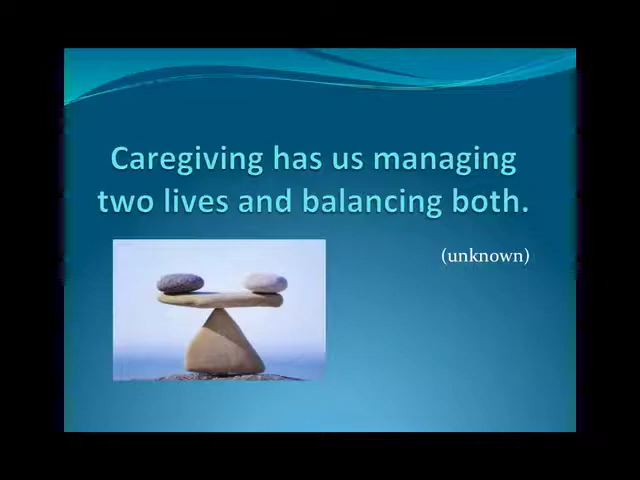 Caregiving has us managing
two lives and balancing both.
(unknown)